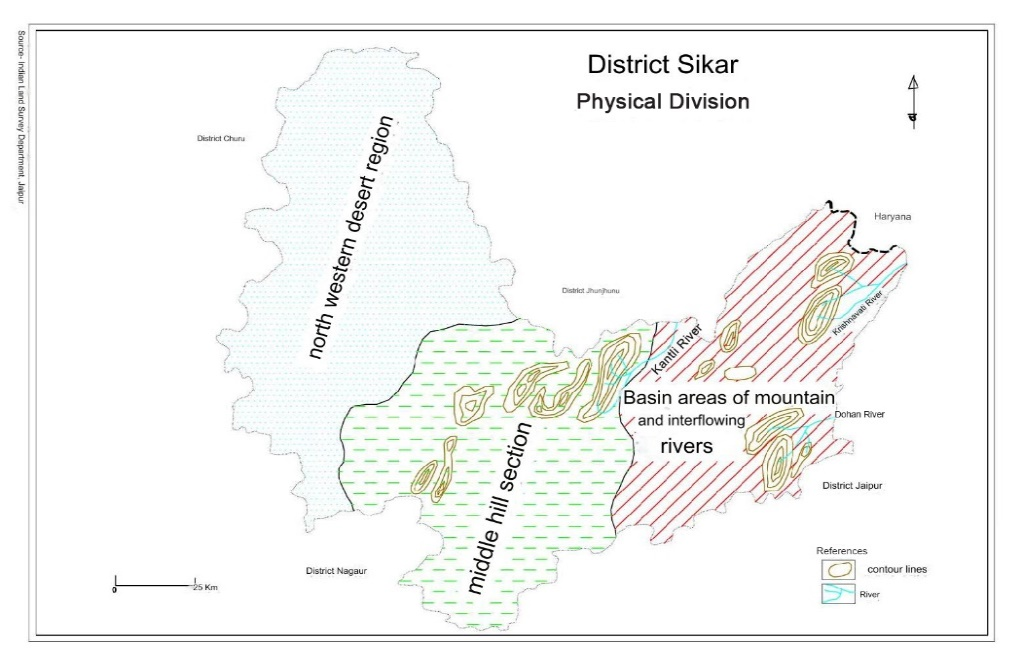 District Sikar
Physical Division
Source- Indian Land Survey Department, Jaipur
District Churu
north western desert region
Haryana
District Jhunjhunu
Krishnavati River
Kantli River
Basin areas of mountain
and interflowing
rivers
Dohan River
middle hill section
District Jaipur
District Nagaur
0
25 Km
References
contour lines
River